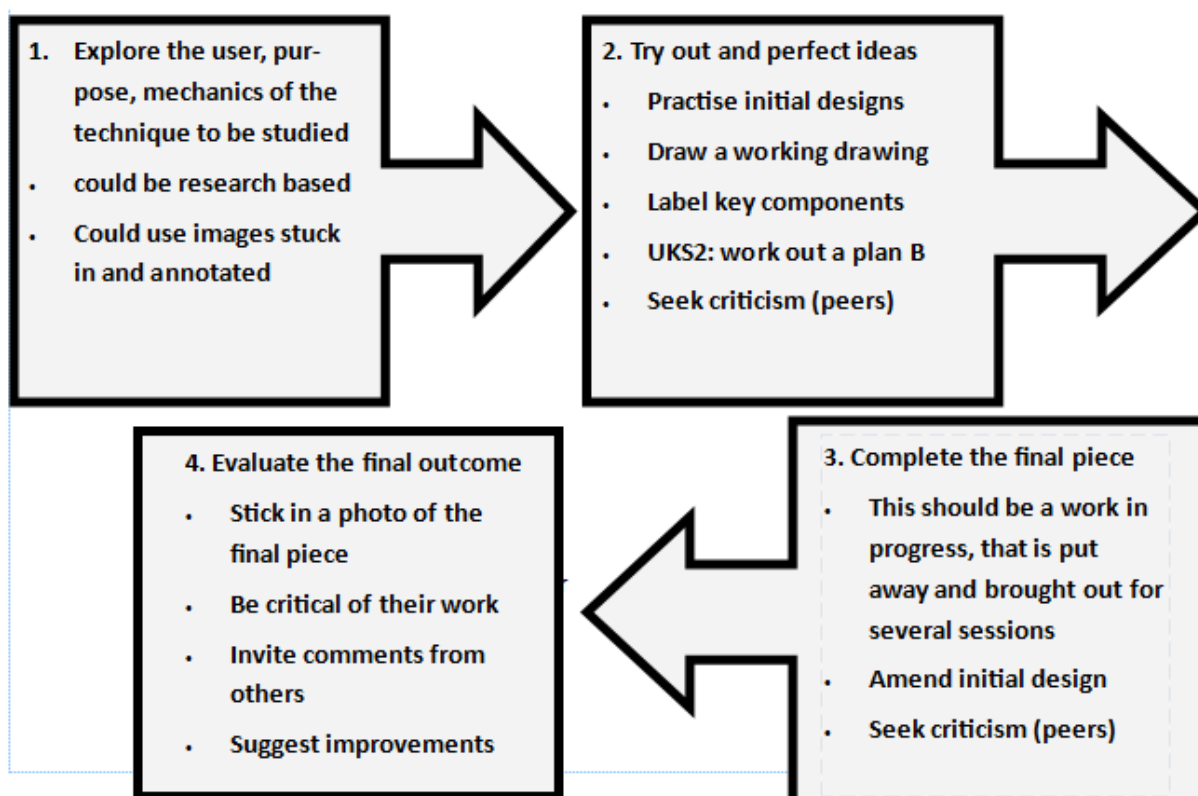 1. Explore the user, pur-
pose, mechanics of the
technique to be studied
• could be research based
• Could use images stuck
in and annotated
2. Try out and perfect ideas
• Practise initial designs
• Draw a working drawing
• Label key components
• UKS2: work out a plan B
• Seek criticism (peers)
3. Complete the final piece
• This should be a work in
progress, that is put
away and brought out for
several sessions
• Amend initial design
• Seek criticism (peers)
4. Evaluate the final outcome
• Stick in a photo of the
final piece
• Be critical of their work
• Invite comments from
others
• Suggest improvements